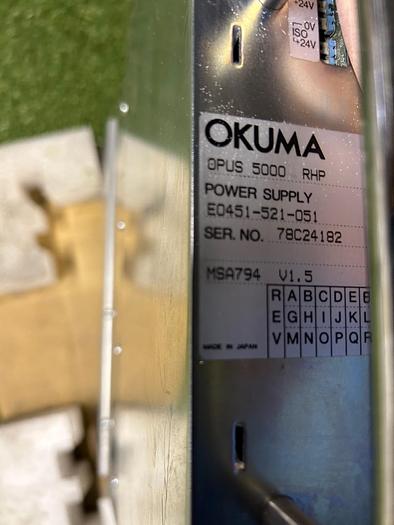 +24V
0V
ISO
+24V
OKUMA
OPUS 5000 RHP
POWER SUPPLY
E0451-521-051
SER. NO. 78C24182
MSA794 V1.5
R A B C D E
E G H I J K L
V M N O P Q R
MADE IN JAPAN